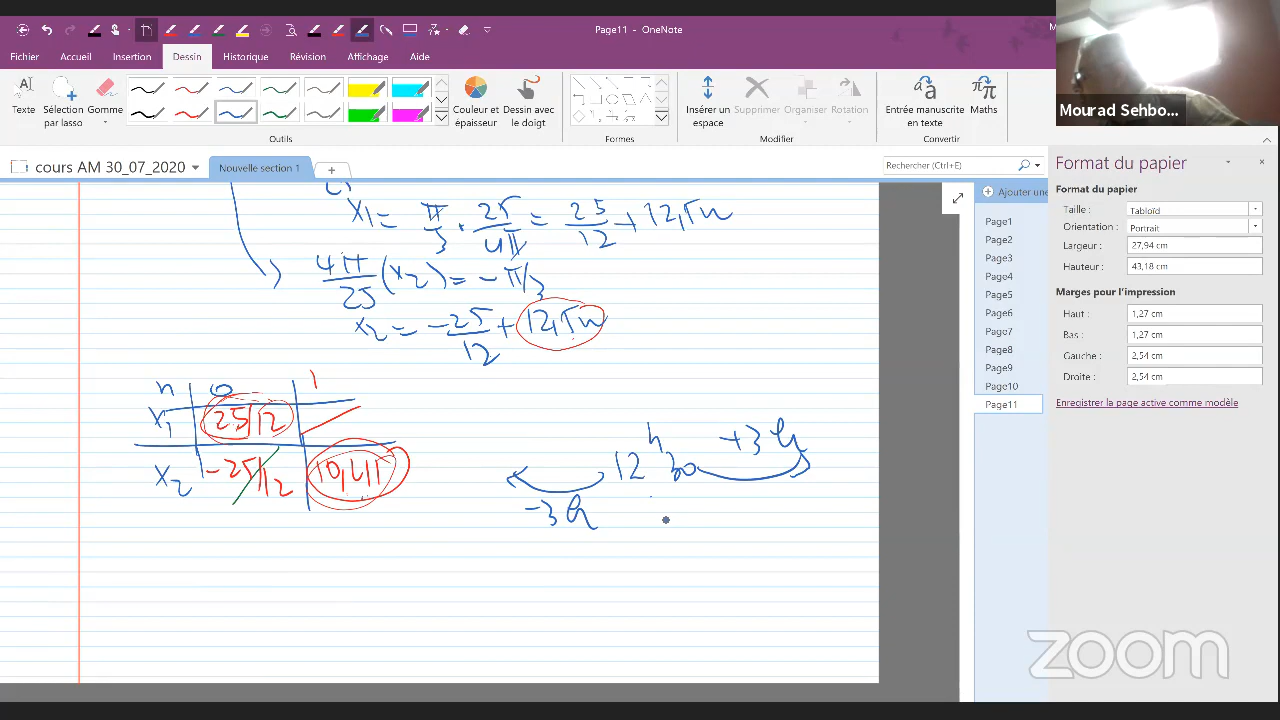 Page11 - OneNote
Fichier Accueil Insertion Dessin Historique Révision Affichage Aide
Texte Sélection par lasso Gomme Couleur et épaisseur Dessin avec le doigt Insérer un espace Supprimer Organiser Rotation Entrée manuscrite en texte Maths
Outils Formes Modifier Convertir
Mourad Sehbo...
cours AM 30_07_2020 Nouvelle section 1 +
Rechercher (Ctrl+E)
Ajouter une
Page1
Page2
Page3
Page4
Page5
Page6
Page7
Page8
Page9
Page10
Page11
Format du papier
Format du papier
Taille : Tabloïd
Orientation : Portrait
Largeur : 27,94 cm
Hauteur : 43,18 cm
Marges pour l'impression
Haut : 1,27 cm
Bas : 1,27 cm
Gauche : 2,54 cm
Droite : 2,54 cm
Enregistrer la page active comme modèle
x1 = π/3 . 25/4π = 25/12 + 12,5n
4π/25 (x2) = - π/3
x2 = -25/12 + 12,5n
n 0 1
x1 25/12
x2 -25/12 10,415
12h30 +3h
-3h
zoom